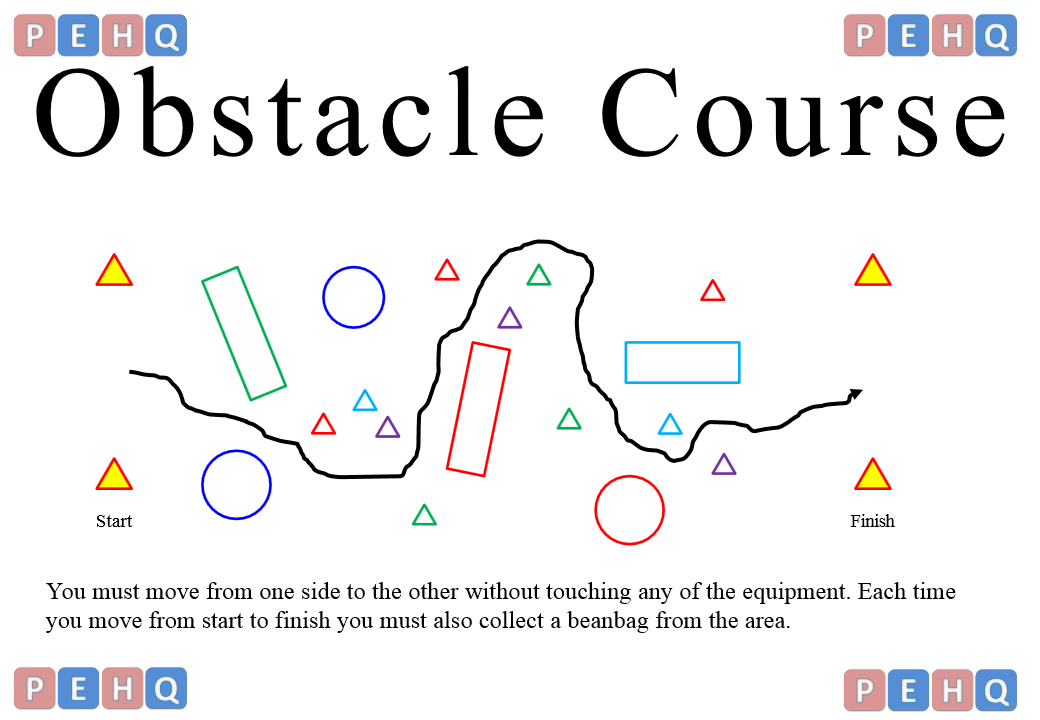 PEHQ PEHQ
Obstacle Course
Start Finish
You must move from one side to the other without touching any of the equipment. Each time
you move from start to finish you must also collect a beanbag from the area.
PEHQ PEHQ